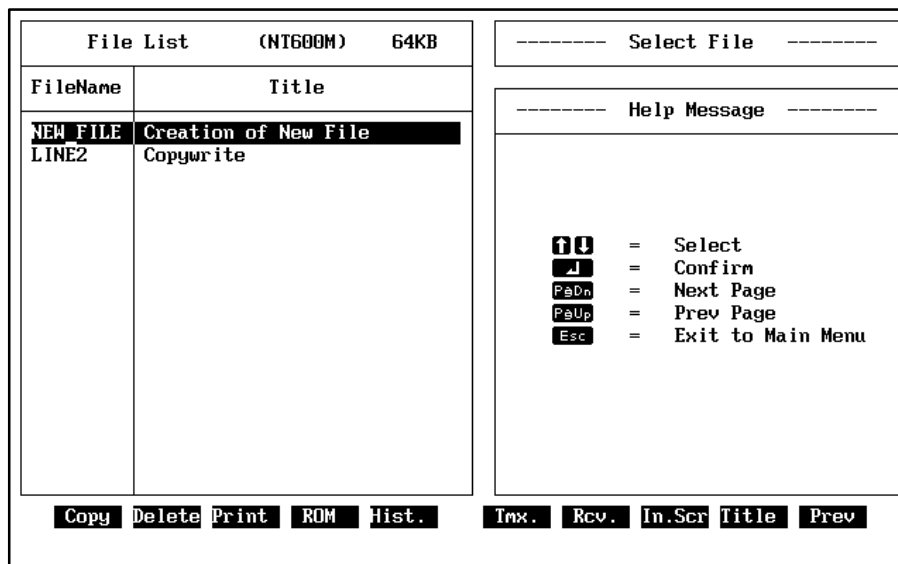 File List (NT600M) 64KB
FileName Title
NEW_FILE Creation of New File
LINE2 Copywrite
-------- Select File --------
-------- Help Message --------
↑↓ = Select
↲ = Confirm
PgDn = Next Page
PgUp = Prev Page
Esc = Exit to Main Menu
Copy Delete Print ROM Hist. Tmx. Rcv. In.Scr Title Prev